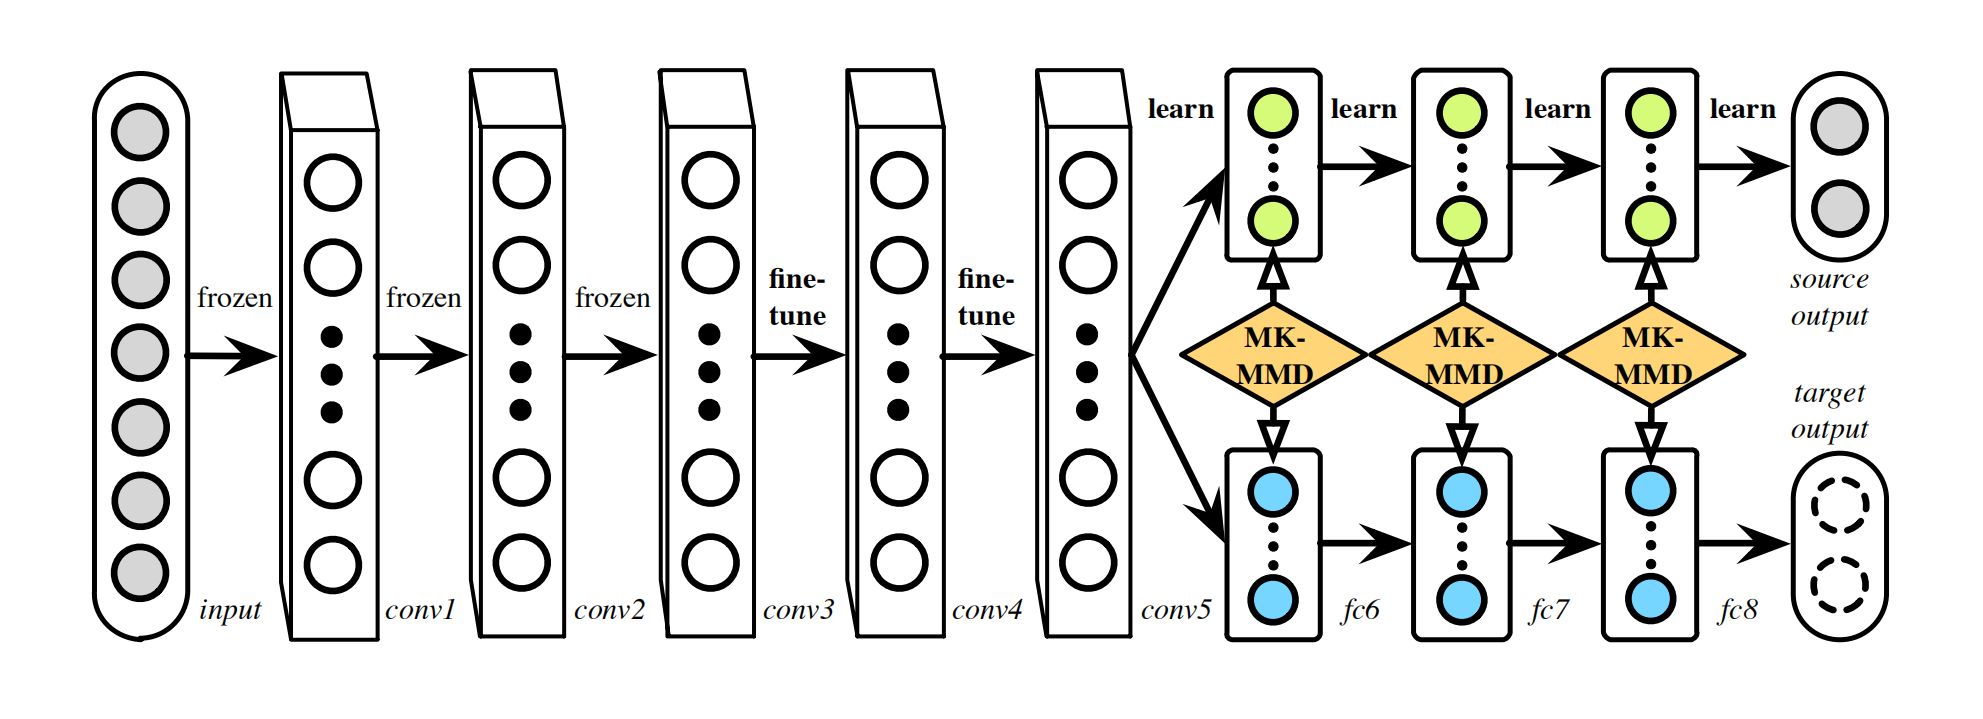 learn
learn
learn
learn
frozen
frozen
frozen
fine-
tune
fine-
tune
MK-
MMD
MK-
MMD
MK-
MMD
source
output
target
output
input
conv1
conv2
conv3
conv4
conv5
fc6
fc7
fc8